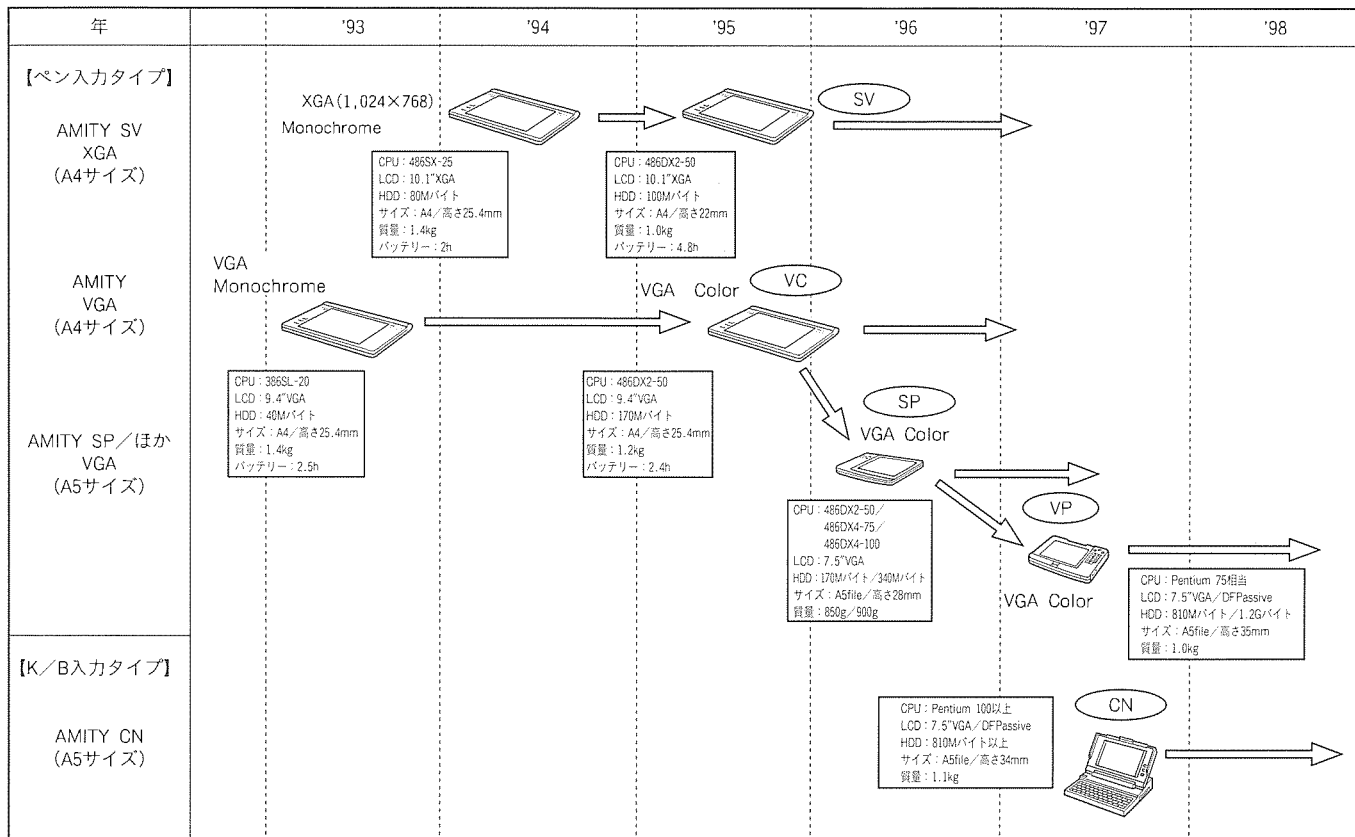 年
'93
'94
'95
'96
'97
'98
【ペン入力タイプ】
AMITY SV
XGA
(A4サイズ)
XGA(1,024×768)
Monochrome
SV
CPU：486SX-25
LCD：10.1"XGA
HDD：80Mバイト
サイズ：A4／高さ25.4mm
質量：1.4kg
バッテリー：2h
CPU：486DX2-50
LCD：10.1"XGA
HDD：100Mバイト
サイズ：A4／高さ22mm
質量：1.0kg
バッテリー：4.8h
AMITY
VGA
(A4サイズ)
VGA
Monochrome
VGA Color
VC
CPU：386SL-20
LCD：9.4"VGA
HDD：40Mバイト
サイズ：A4／高さ25.4mm
質量：1.4kg
バッテリー：2.5h
CPU：486DX2-50
LCD：9.4"VGA
HDD：170Mバイト
サイズ：A4／高さ25.4mm
質量：1.2kg
バッテリー：2.4h
AMITY SP／ほか
VGA
(A5サイズ)
SP
VGA Color
CPU：486DX2-50／
486DX4-75／
486DX4-100
LCD：7.5"VGA
HDD：170Mバイト／340Mバイト
サイズ：A5file／高さ28mm
質量：850g／900g
VP
VGA Color
CPU：Pentium 75相当
LCD：7.5"VGA／DFPassive
HDD：810Mバイト／1.2Gバイト
サイズ：A5file／高さ35mm
質量：1.0kg
【K／B入力タイプ】
AMITY CN
(A5サイズ)
CPU：Pentium 100以上
LCD：7.5"VGA／DFPassive
HDD：810Mバイト以上
サイズ：A5file／高さ34mm
質量：1.1kg
CN